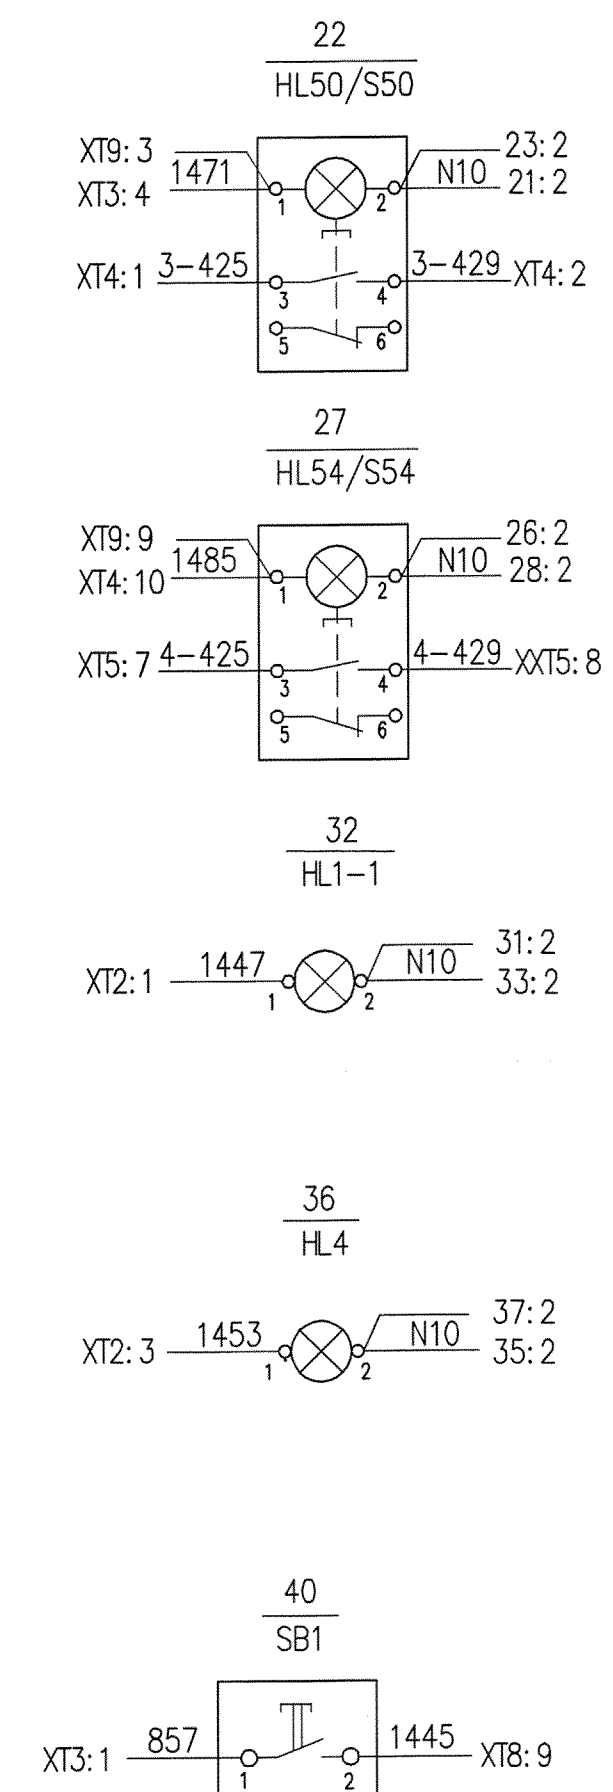 22
HL50/S50
XT9: 3
1471
XT3: 4
1
2
N10
23: 2
21: 2
XT4: 1
3-425
3
4
3-429
XT4: 2
5
6
27
HL54/S54
XT9: 9
1485
XT4: 10
1
2
N10
26: 2
28: 2
XT5: 7
4-425
3
4
4-429
XXT5: 8
5
6
32
HL1-1
XT2: 1
1447
1
2
N10
31: 2
33: 2
36
HL4
XT2: 3
1453
1
2
N10
37: 2
35: 2
40
SB1
XT3: 1
857
1
2
1445
XT8: 9